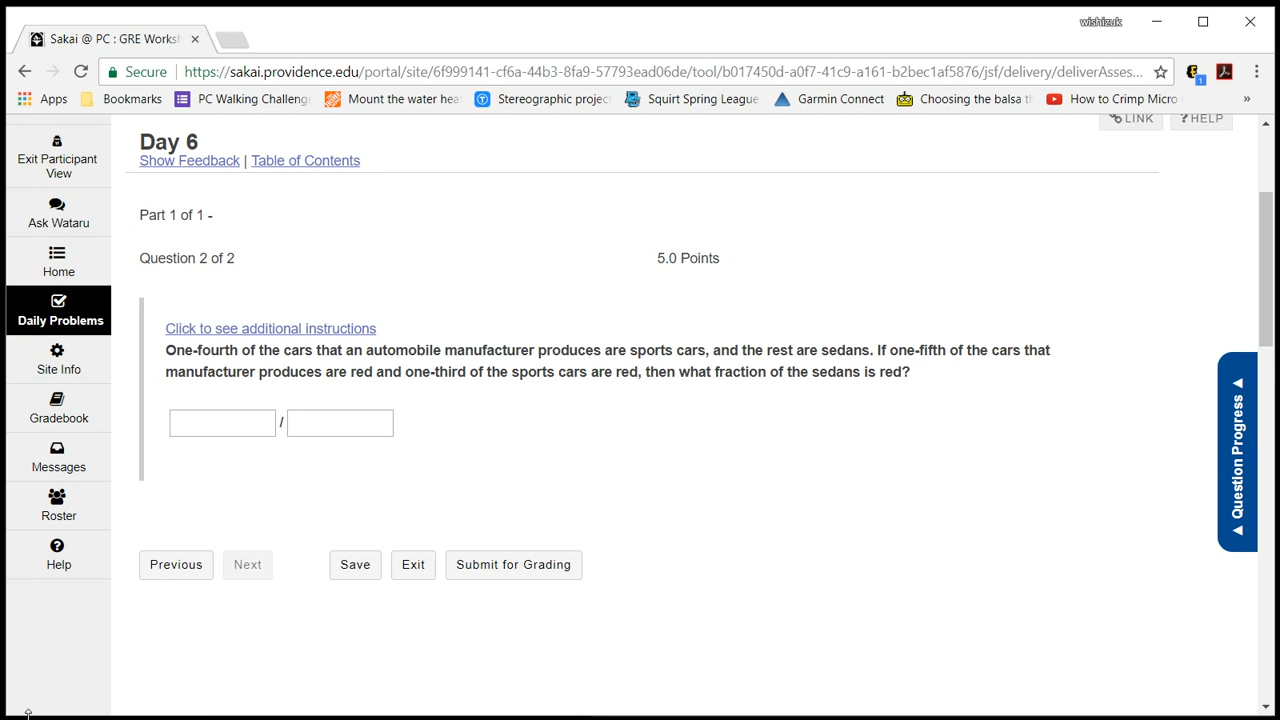 wishizuk
Sakai @ PC : GRE Worksh
Secure https://sakai.providence.edu/portal/site/6f999141-cf6a-44b3-8fa9-57793ead06de/tool/b017450d-a0f7-41c9-a161-b2bec1af5f76/jsf/delivery/deliverAsses...
Apps Bookmarks PC Walking Challenge Mount the water hea Stereographic project Squirt Spring League Garmin Connect Choosing the balsa t How to Crimp Micro »
LINK ? HELP
Day 6
Show Feedback | Table of Contents
Exit Participant
View
Ask Wataru
Home
Daily Problems
Site Info
Gradebook
Messages
Roster
Help
Part 1 of 1 -
Question 2 of 2 5.0 Points
Click to see additional instructions
One-fourth of the cars that an automobile manufacturer produces are sports cars, and the rest are sedans. If one-fifth of the cars that
manufacturer produces are red and one-third of the sports cars are red, then what fraction of the sedans is red?
/
Previous Next Save Exit Submit for Grading
Question Progress